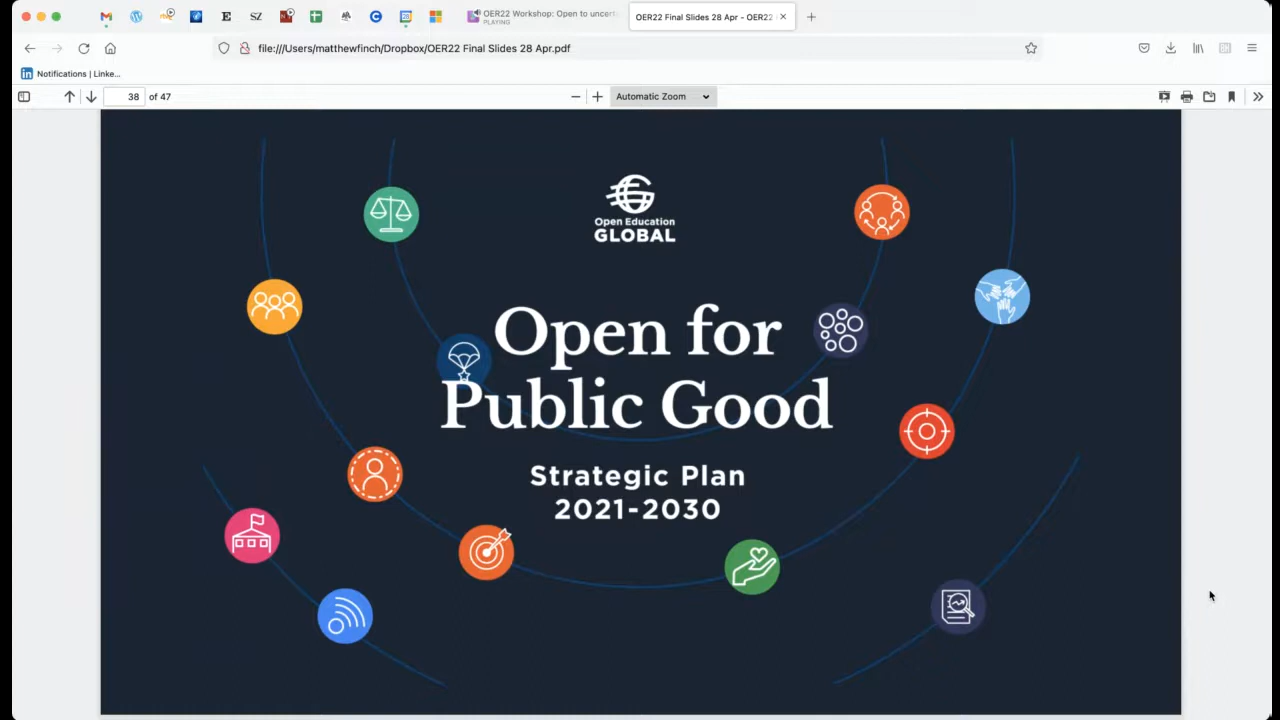 OER22 Workshop: Open to uncert
PLAYING
OER22 Final Slides 28 Apr - OER22
file:///Users/matthewfinch/Dropbox/OER22 Final Slides 28 Apr.pdf
Notifications | Linke...
38 of 47
Automatic Zoom
Open Education
GLOBAL
Open for
Public Good
Strategic Plan
2021-2030